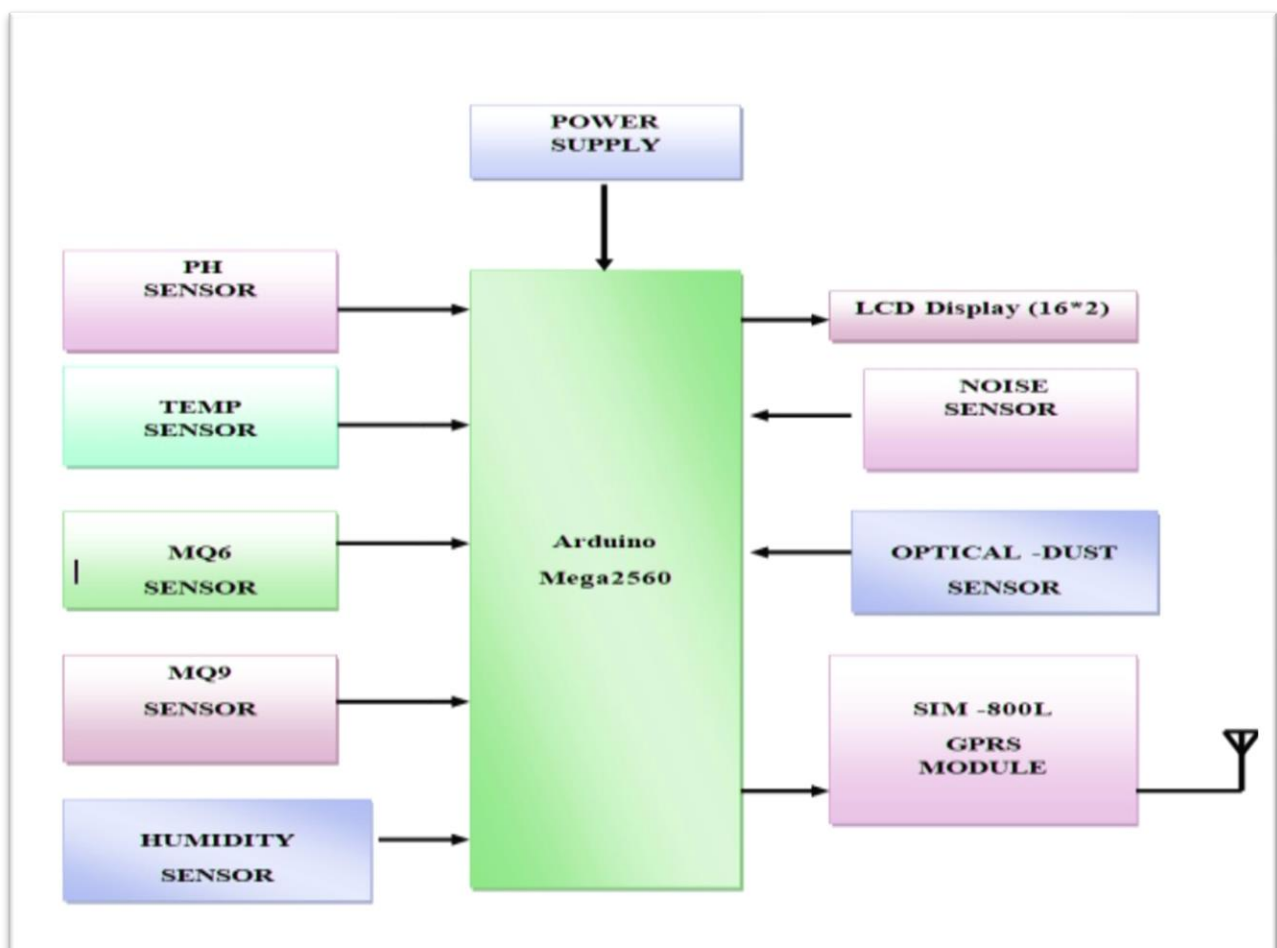 POWER
SUPPLY
PH
SENSOR
TEMP
SENSOR
MQ6
SENSOR
MQ9
SENSOR
HUMIDITY
SENSOR
Arduino
Mega2560
LCD Display (16*2)
NOISE
SENSOR
OPTICAL -DUST
SENSOR
SIM -800L
GPRS
MODULE